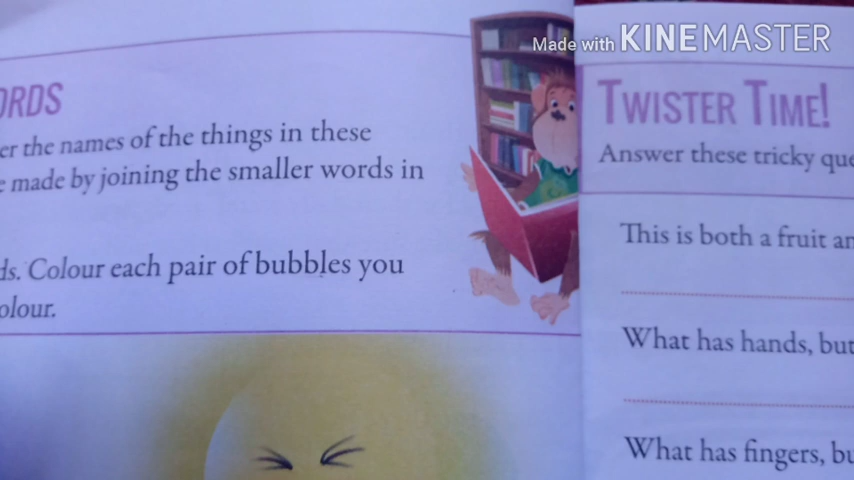 Made with KINEMASTER
ORDS
er the names of the things in these
e made by joining the smaller words in
ds. Colour each pair of bubbles you
olour.
TWISTER TIME!
Answer these tricky que
This is both a fruit an
What has hands, but
What has fingers, bu